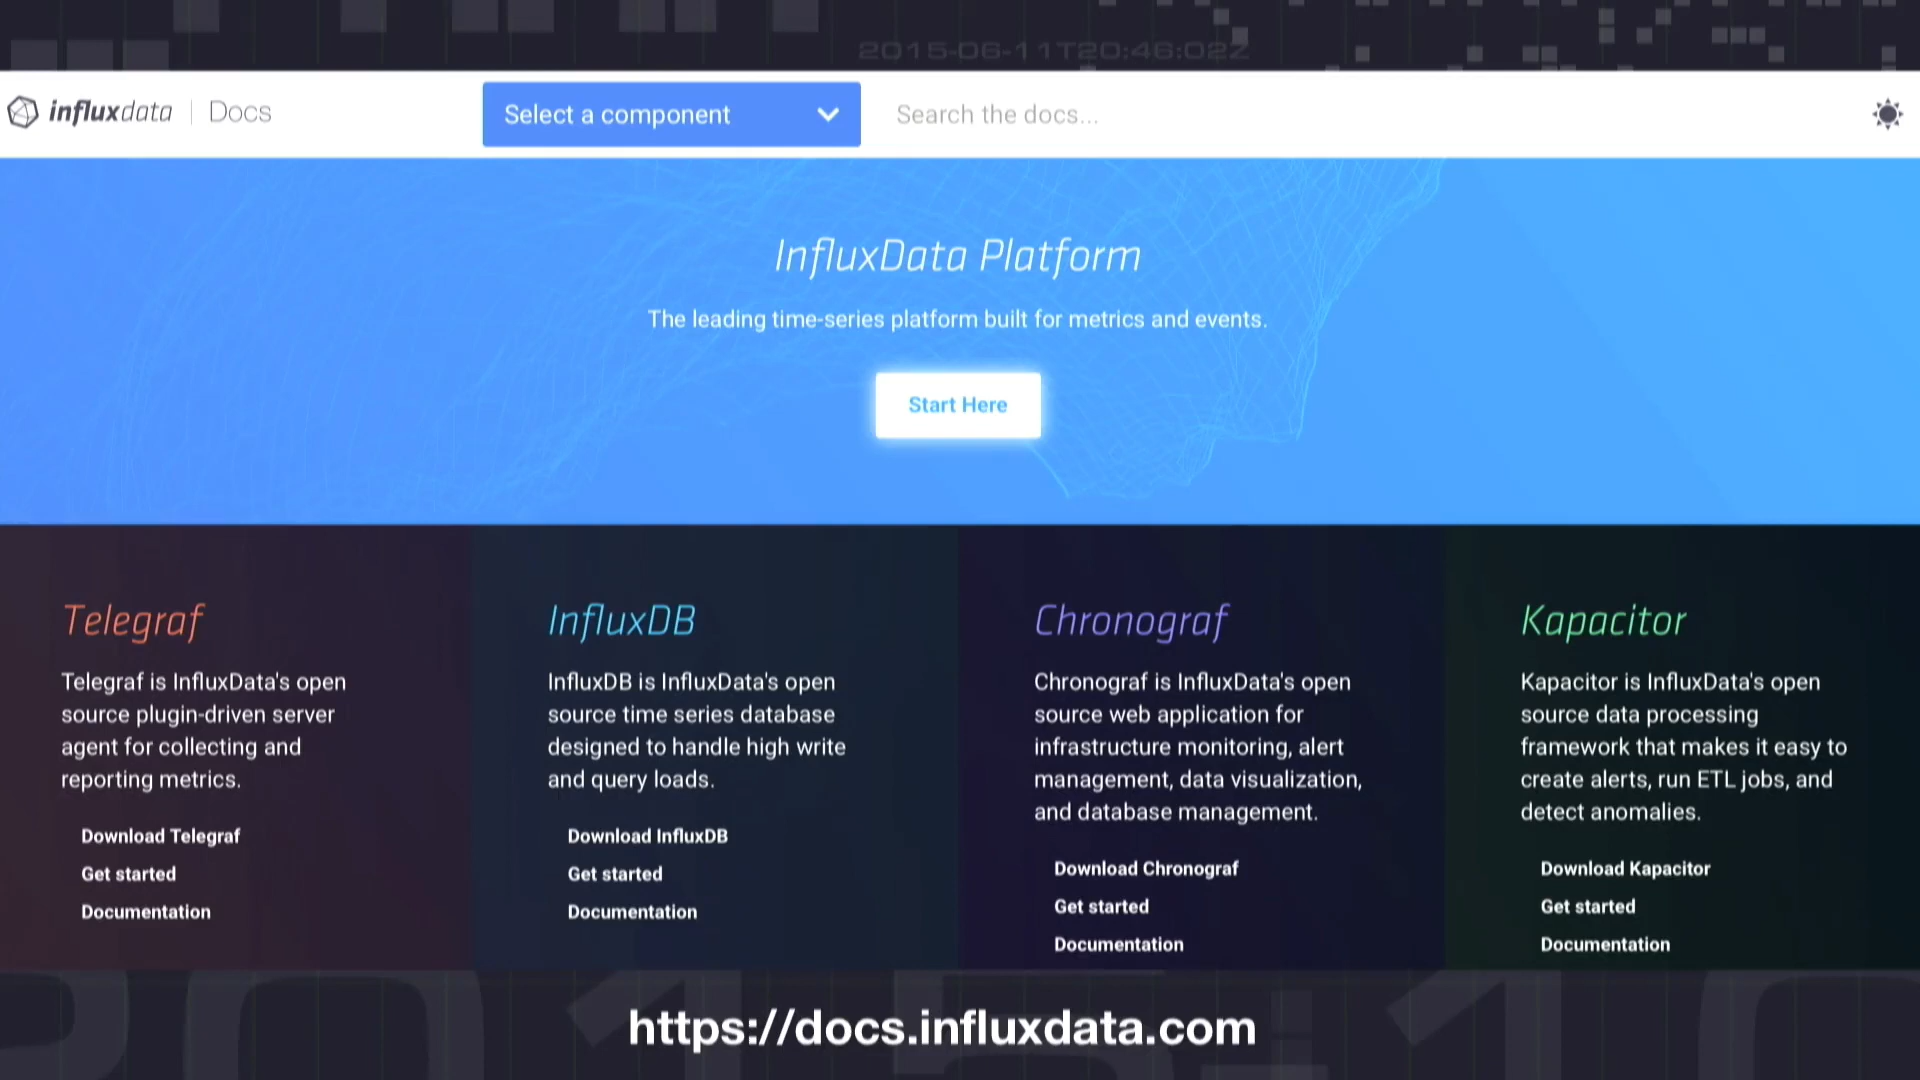 2015-06-11T20:46:02Z
influxdata Docs
Select a component
Search the docs...
InfluxData Platform
The leading time-series platform built for metrics and events.
Start Here
Telegraf
Telegraf is InfluxData's open
source plugin-driven server
agent for collecting and
reporting metrics.
Download Telegraf
Get started
Documentation
InfluxDB
InfluxDB is InfluxData's open
source time series database
designed to handle high write
and query loads.
Download InfluxDB
Get started
Documentation
Chronograf
Chronograf is InfluxData's open
source web application for
infrastructure monitoring, alert
management, data visualization,
and database management.
Download Chronograf
Get started
Documentation
Kapacitor
Kapacitor is InfluxData's open
source data processing
framework that makes it easy to
create alerts, run ETL jobs, and
detect anomalies.
Download Kapacitor
Get started
Documentation
https://docs.influxdata.com